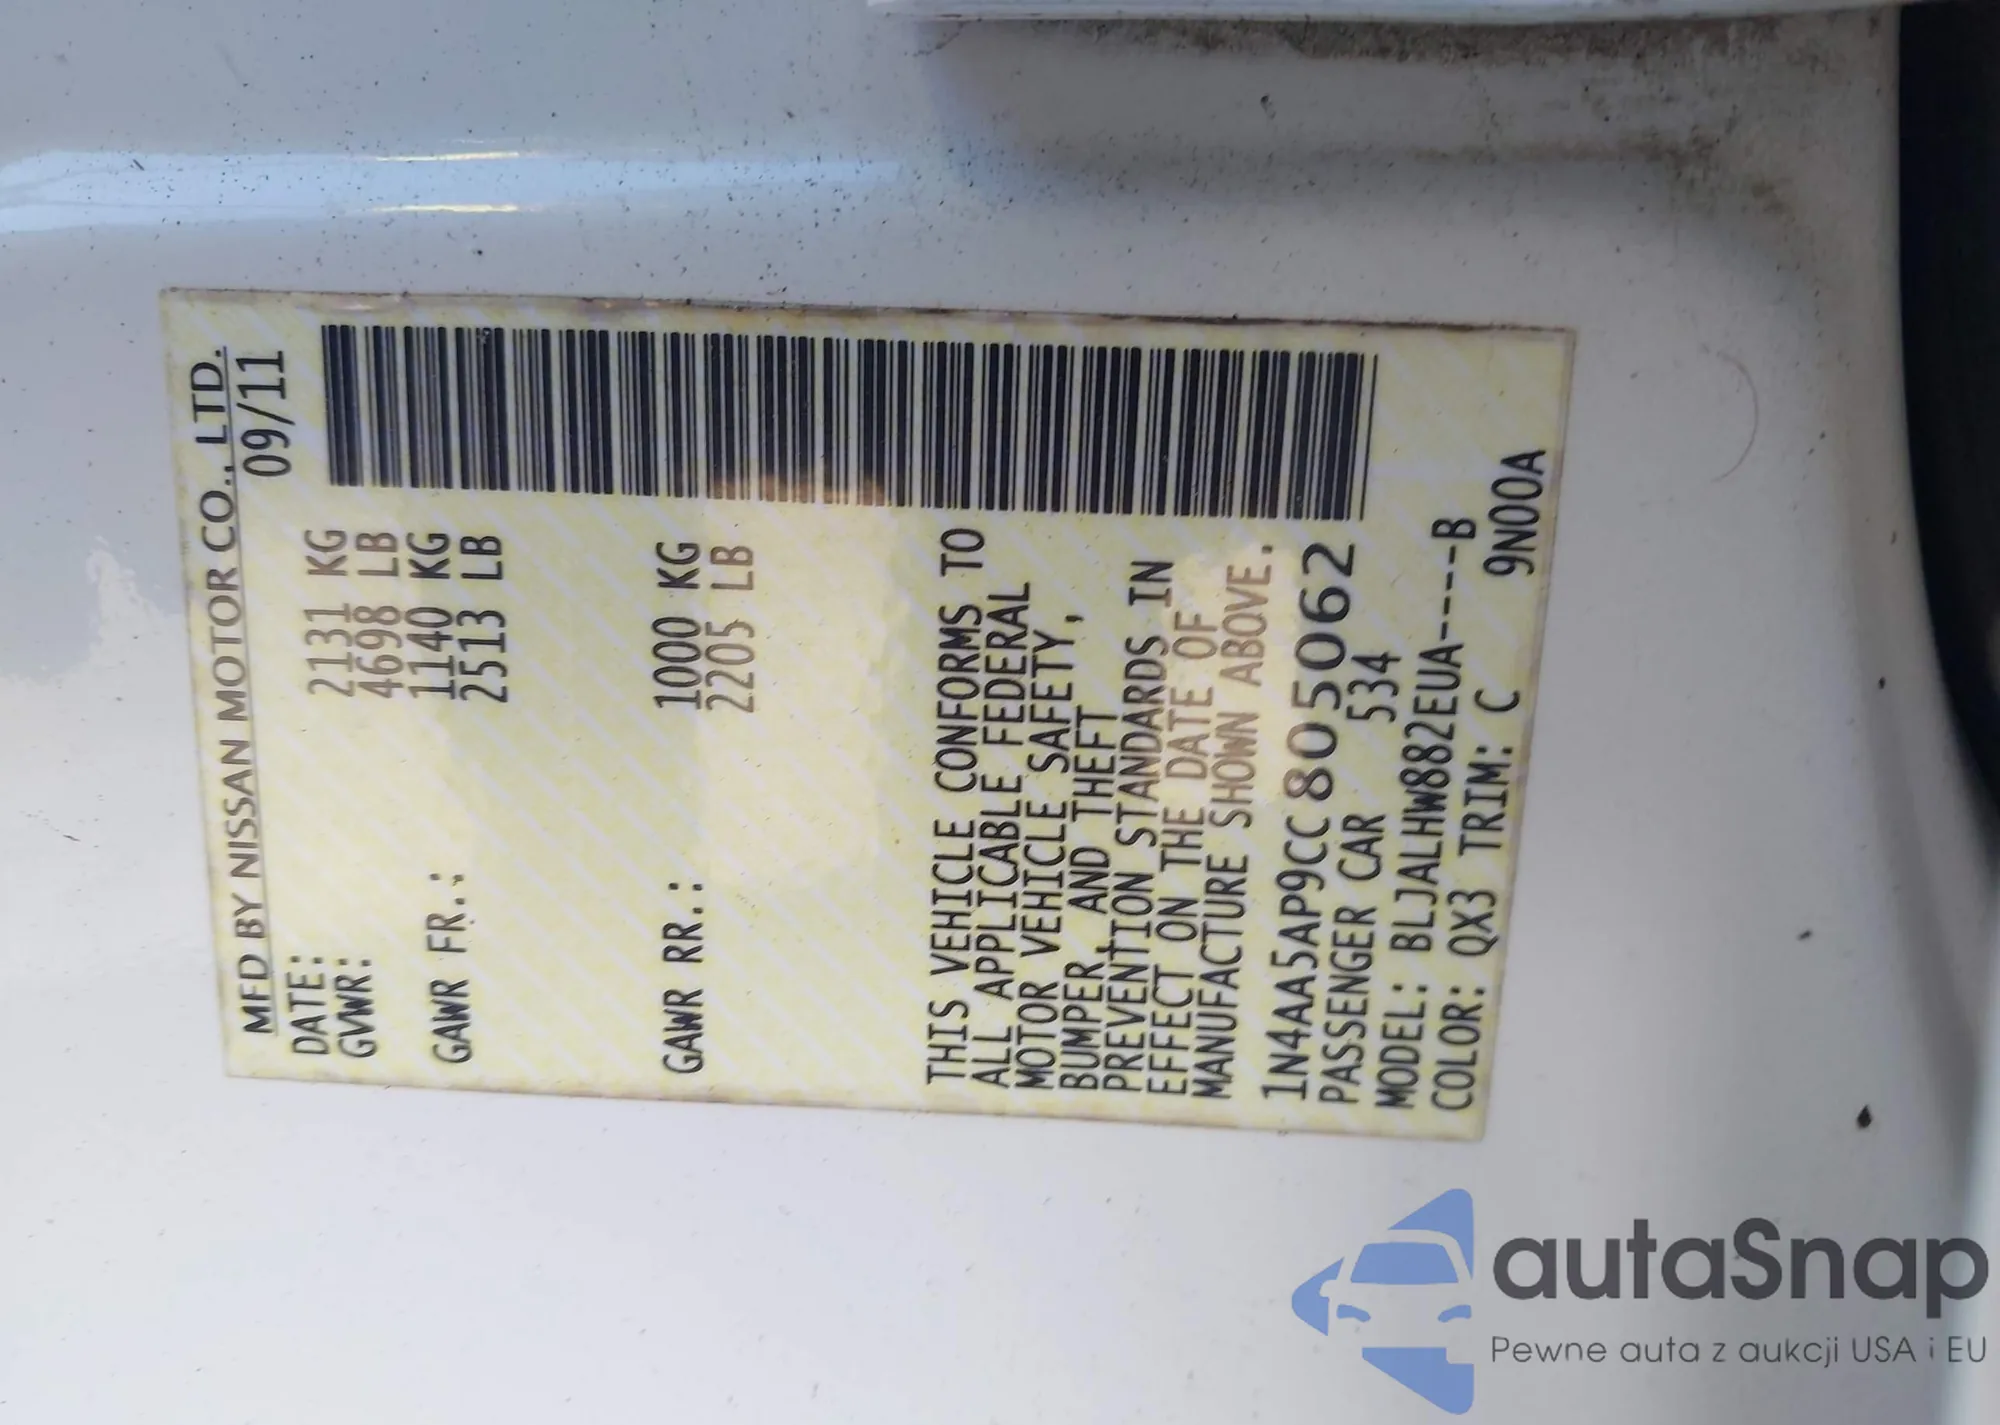 MFD BY NISSAN MOTOR CO., LTD.
DATE: 09/11
GVWR: 2131 KG
4698 LB
GAWR FR.: 1140 KG
2513 LB
GAWR RR.: 1000 KG
2205 LB
THIS VEHICLE CONFORMS TO
ALL APPLICABLE FEDERAL
MOTOR VEHICLE SAFETY,
BUMPER, AND THEFT
PREVENTION STANDARDS IN
EFFECT ON THE DATE OF
MANUFACTURE SHOWN ABOVE.
1N4AA5AP9CC805062
PASSENGER CAR 534
MODEL: BLJALHW882EUA-----B
COLOR: QX3 TRIM: C 9N00A
autaSnap
Pewne auta z aukcji USA i EU